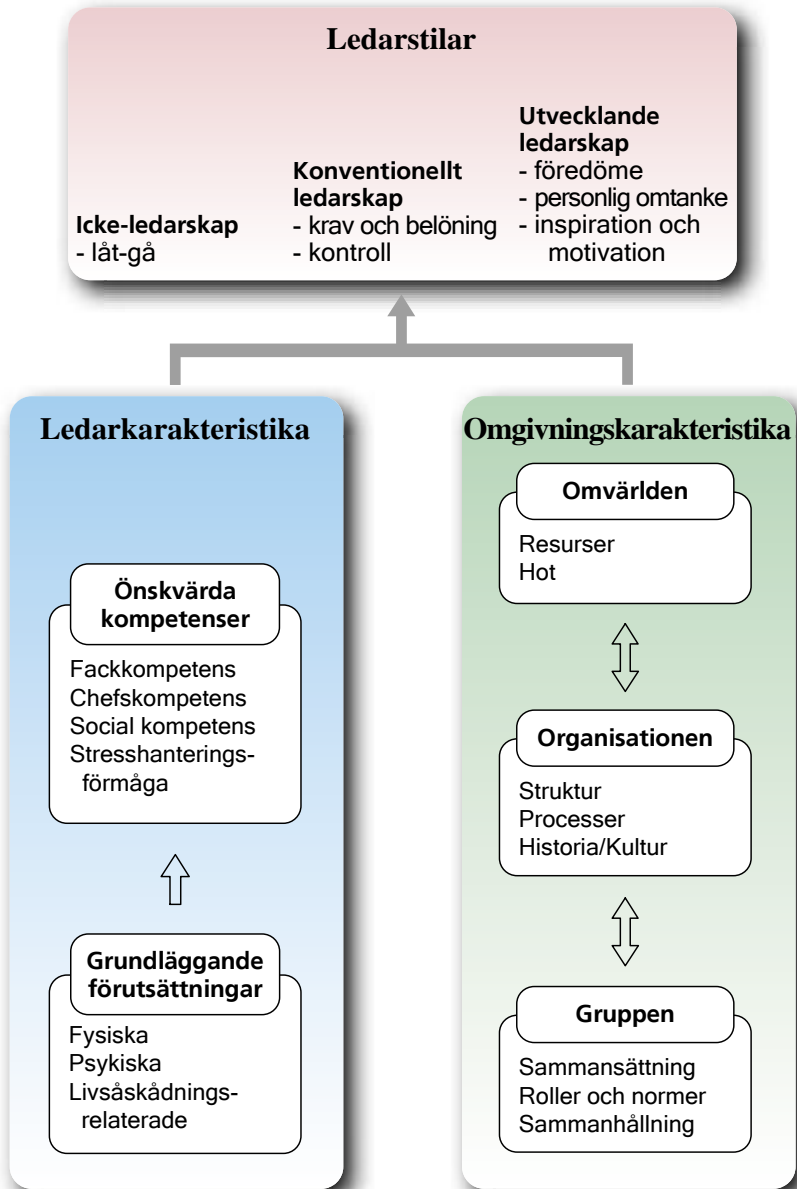 Ledarstilar
Icke-ledarskap
- låt-gå
Konventionellt
ledarskap
- krav och belöning
- kontroll
Utvecklande
ledarskap
- föredöme
- personlig omtanke
- inspiration och
motivation
Ledarkarakteristika
Önskvärda
kompetenser
Fackkompetens
Chefskompetens
Social kompetens
Stresshanterings-
förmåga
Grundläggande
förutsättningar
Fysiska
Psykiska
Livsåskådnings-
relaterade
Omgivningskarakteristika
Omvärlden
Resurser
Hot
Organisationen
Struktur
Processer
Historia/Kultur
Gruppen
Sammansättning
Roller och normer
Sammanhållning